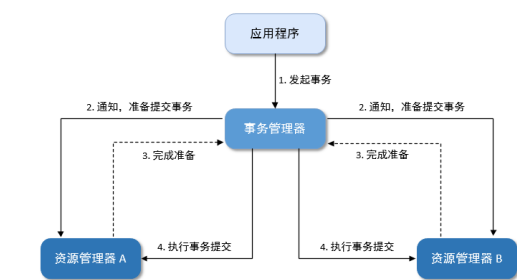 应用程序
1. 发起事务
2. 通知，准备提交事务
2. 通知，准备提交事务
事务管理器
3. 完成准备
3. 完成准备
4. 执行事务提交
4. 执行事务提交
资源管理器 A
资源管理器 B